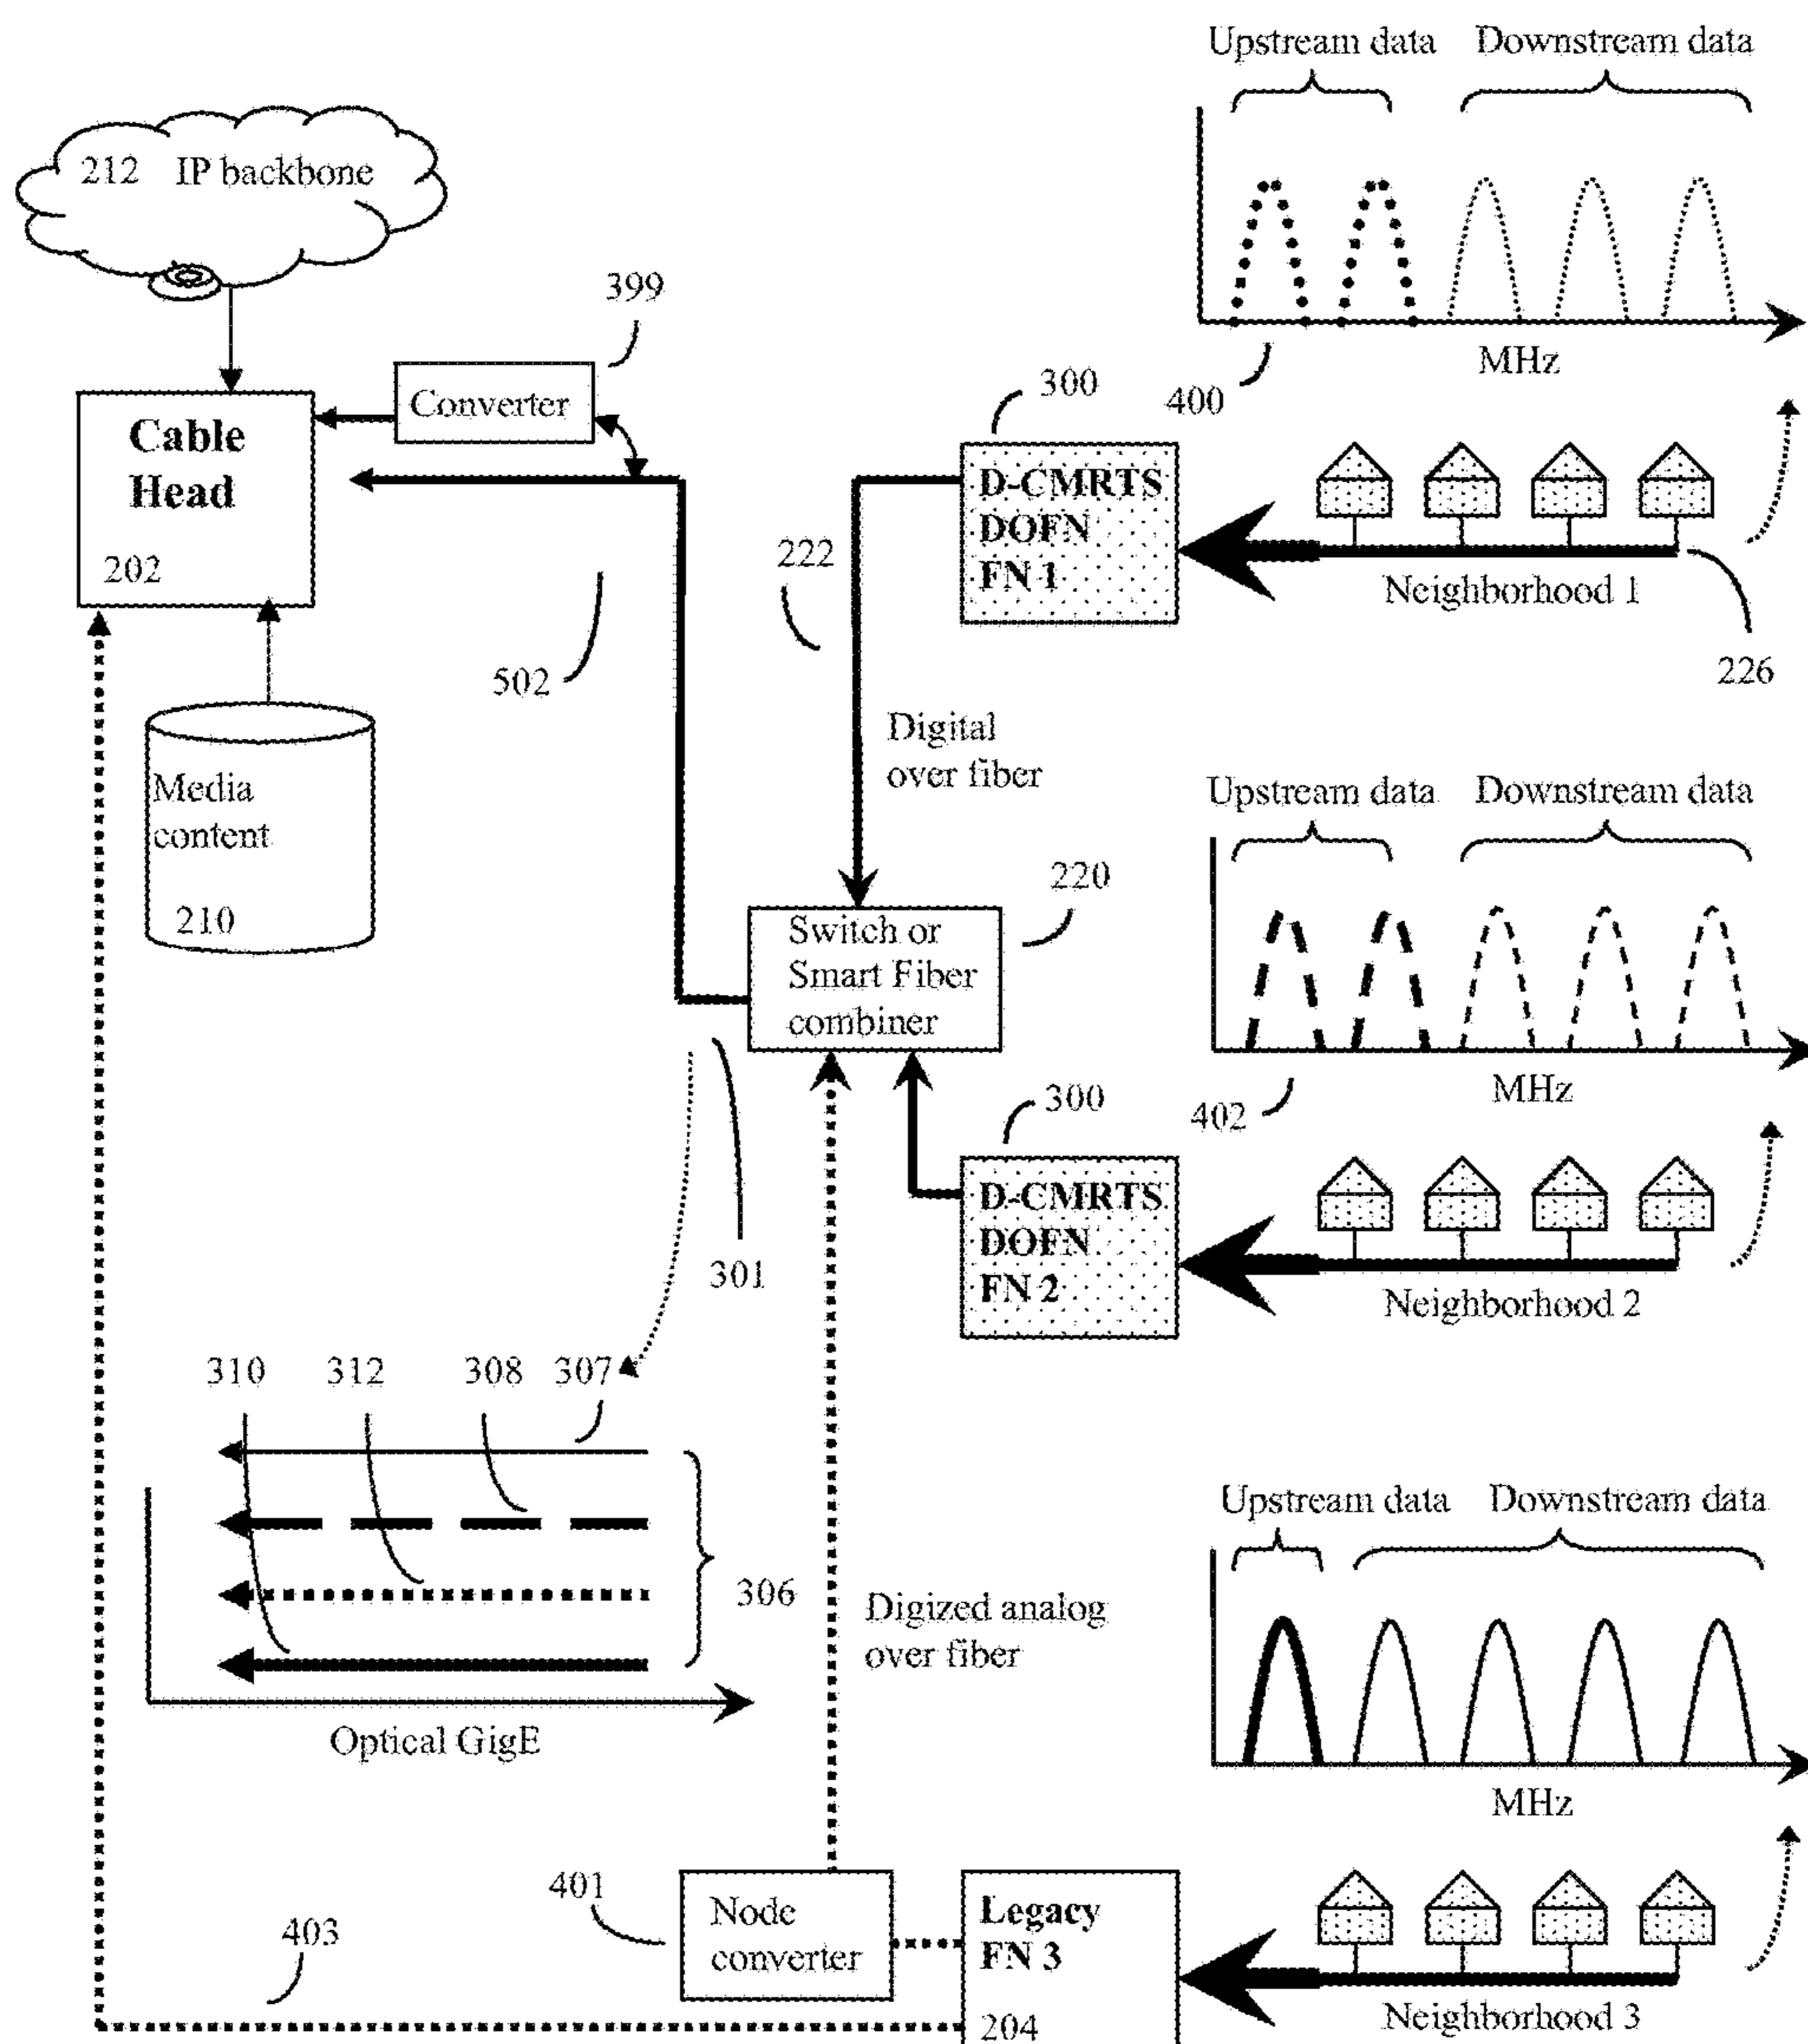 Upstream data
Downstream data
212
IP backbone
399
Converter
MHz
400
300
Cable
Head
202
D-CMRTS
DOFN
FN 1
222
Neighborhood 1
226
502
Digital
over fiber
Media
content
210
Upstream data
Downstream data
220
Switch or
Smart Fiber
combiner
MHz
402
300
D-CMRTS
DOFN
FN 2
301
Neighborhood 2
310
312
308
307
306
Optical GigE
Digized analog
over fiber
Upstream data
Downstream data
MHz
401
Node
converter
Legacy
FN 3
204
403
Neighborhood 3